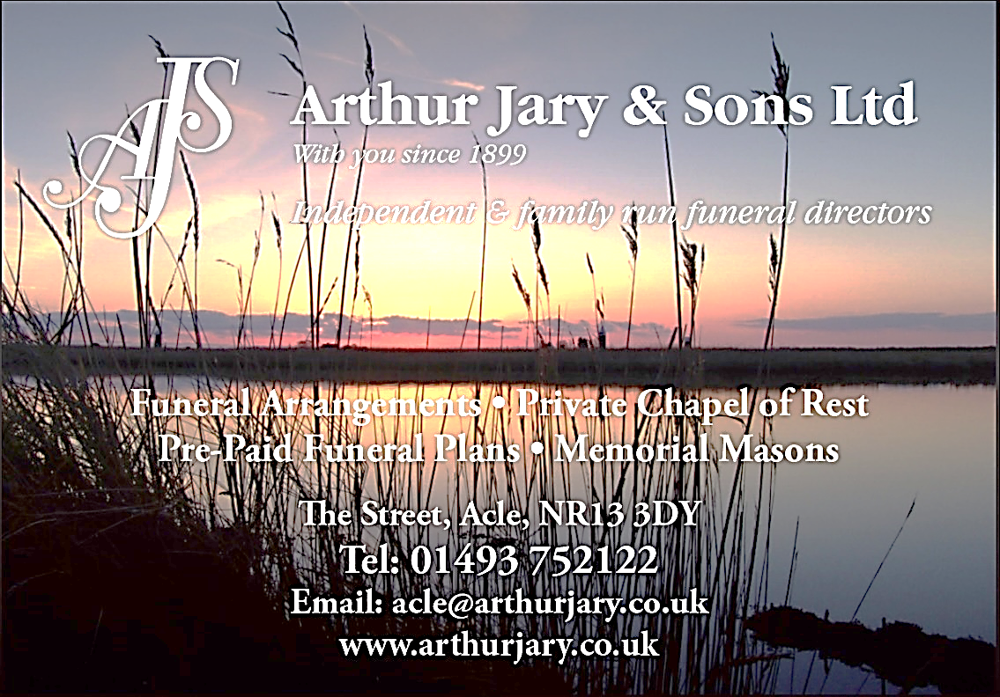 AJS
Arthur Jary & Sons Ltd
With you since 1899
Independent & family run funeral directors
Funeral Arrangements • Private Chapel of Rest
Pre-Paid Funeral Plans • Memorial Masons
The Street, Acle, NR13 3DY
Tel: 01493 752122
Email: acle@arthurjary.co.uk
www.arthurjary.co.uk